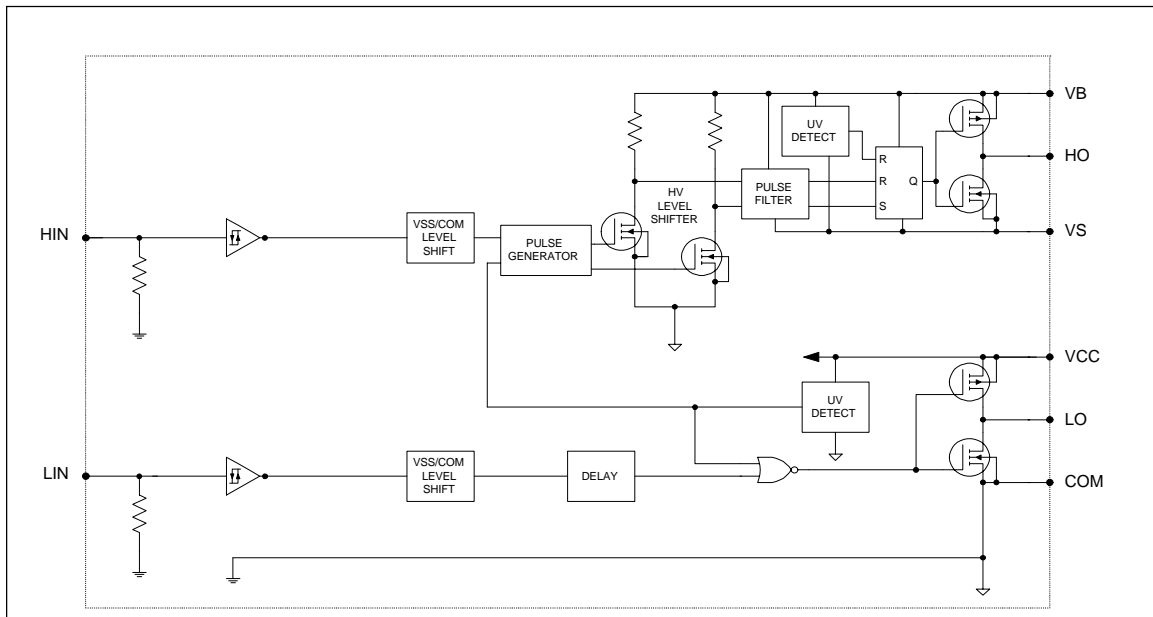 VB
UV
DETECT
HO
R
R
Q
S
PULSE
FILTER
HV
LEVEL
SHIFTER
VS
HIN
VSS/COM
LEVEL
SHIFT
PULSE
GENERATOR
VCC
UV
DETECT
LO
LIN
VSS/COM
LEVEL
SHIFT
DELAY
COM